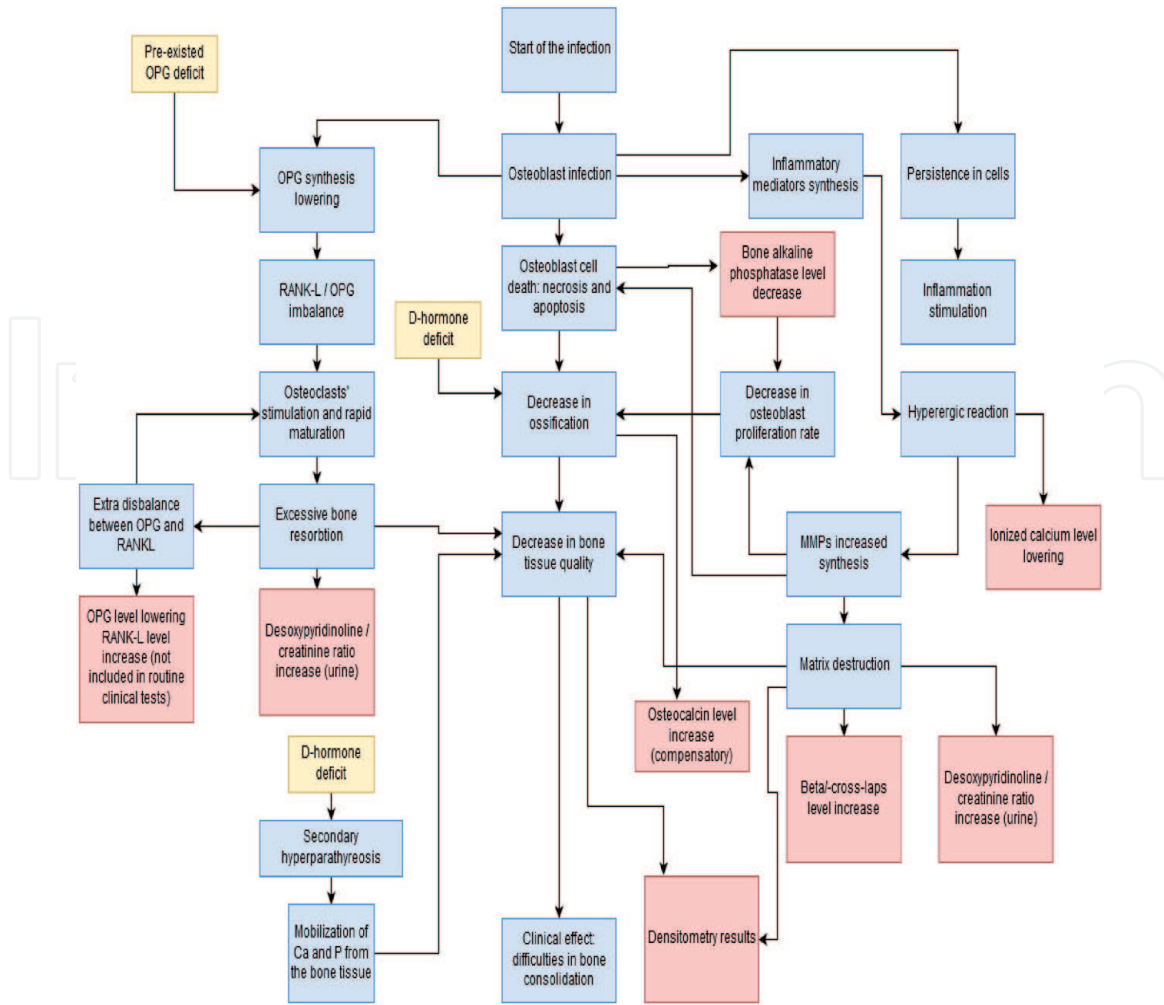 Start of the infection
Pre-existed
OPG deficit
OPG synthesis
lowering
Osteoblast infection
Inflammatory
mediators synthesis
Persistence in cells
RANK-L / OPG
imbalance
Osteoblast cell
death: necrosis and
apoptosis
Bone alkaline
phosphatase level
decrease
Inflammation
stimulation
D-hormone
deficit
Osteoclasts'
stimulation and rapid
maturation
Decrease in
ossification
Decrease in
osteoblast
proliferation rate
Hyperergic reaction
Extra disbalance
between OPG and
RANKL
Excessive bone
resorbtion
Decrease in bone
tissue quality
MMPs increased
synthesis
Ionized calcium level
lovering
OPG level lowering
RANK-L level
increase (not
included in routine
clinical tests)
Desoxypyridinoline /
creatinine ratio
increase (urine)
Matrix destruction
Osteocalcin level
increase
(compensatory)
D-hormone
deficit
Beta/-cross-laps
level increase
Desoxypyridinoline /
creatinine ratio
increase (urine)
Secondary
hyperparathyreosis
Mobilization of
Ca and P from
the bone tissue
Clinical effect:
difficulties in bone
consolidation
Densitometry results